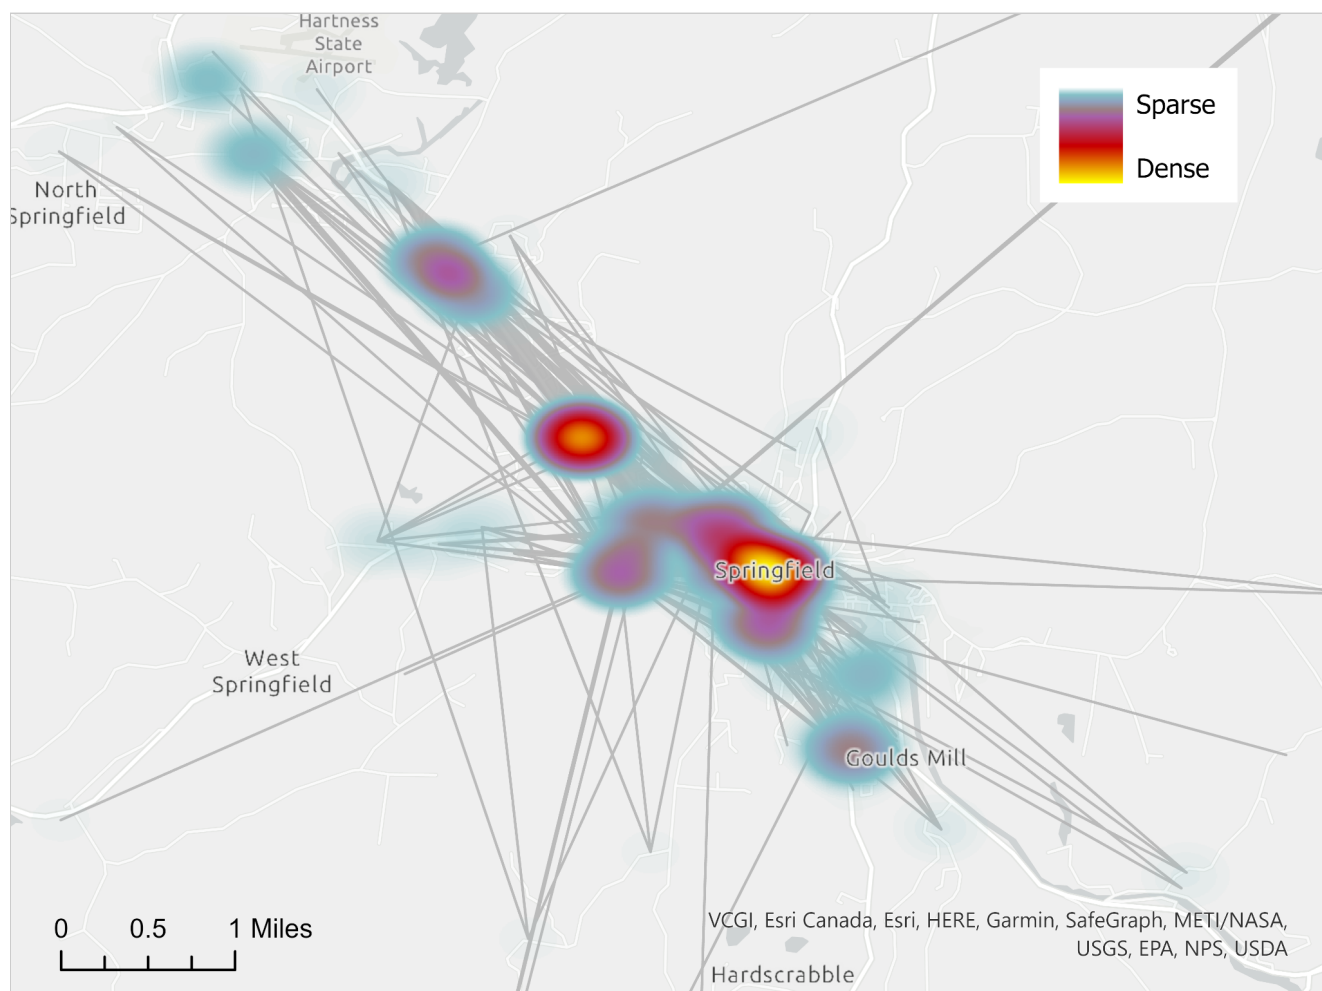 Hartness
State
Airport
Sparse
Dense
North
Springfield
Springfield
West
Springfield
Goulds Mill
0 0.5 1 Miles
VCGI, Esri Canada, Esri, HERE, Garmin, SafeGraph, METI/NASA,
USGS, EPA, NPS, USDA
Hardscrabble